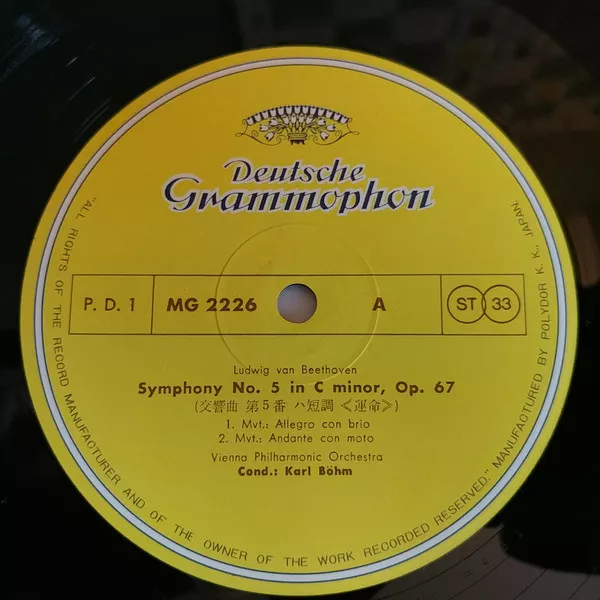 Deutsche
Grammophon
P. D. 1 MG 2226 A ST 33
Ludwig van Beethoven
Symphony No. 5 in C minor, Op. 67
(交響曲 第5番 ハ短調 <運命>)
1. Mvt.: Allegro con brio
2. Mvt.: Andante con moto
Vienna Philharmonic Orchestra
Cond.: Karl Böhm
"ALL RIGHTS OF THE RECORD MANUFACTURER AND OF THE OWNER OF THE WORK RECORDED RESERVED." MANUFACTURED BY POLYDOR K. K., JAPAN.